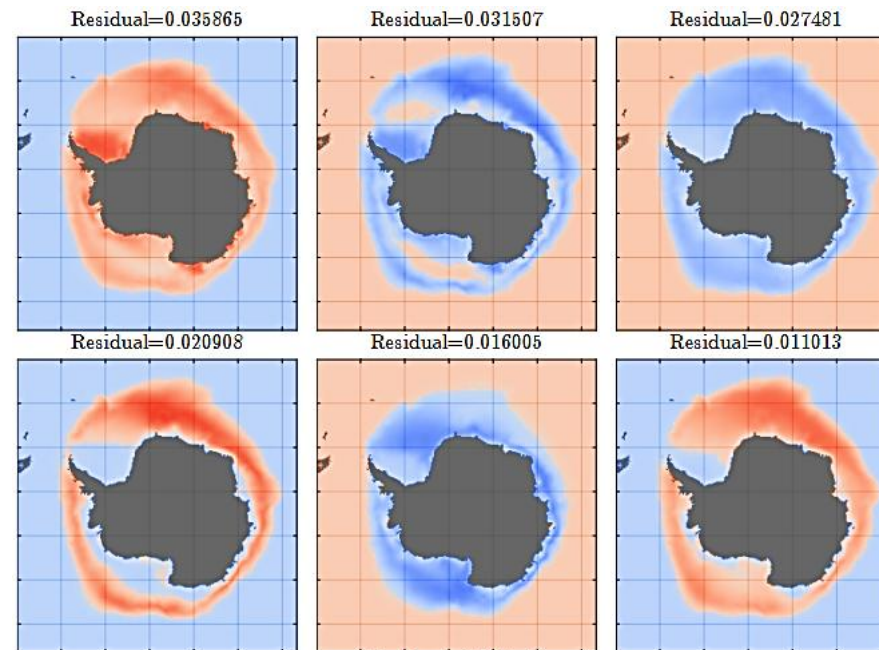 Residual=0.035865
Residual=0.031507
Residual=0.027481
Residual=0.020908
Residual=0.016005
Residual=0.011013